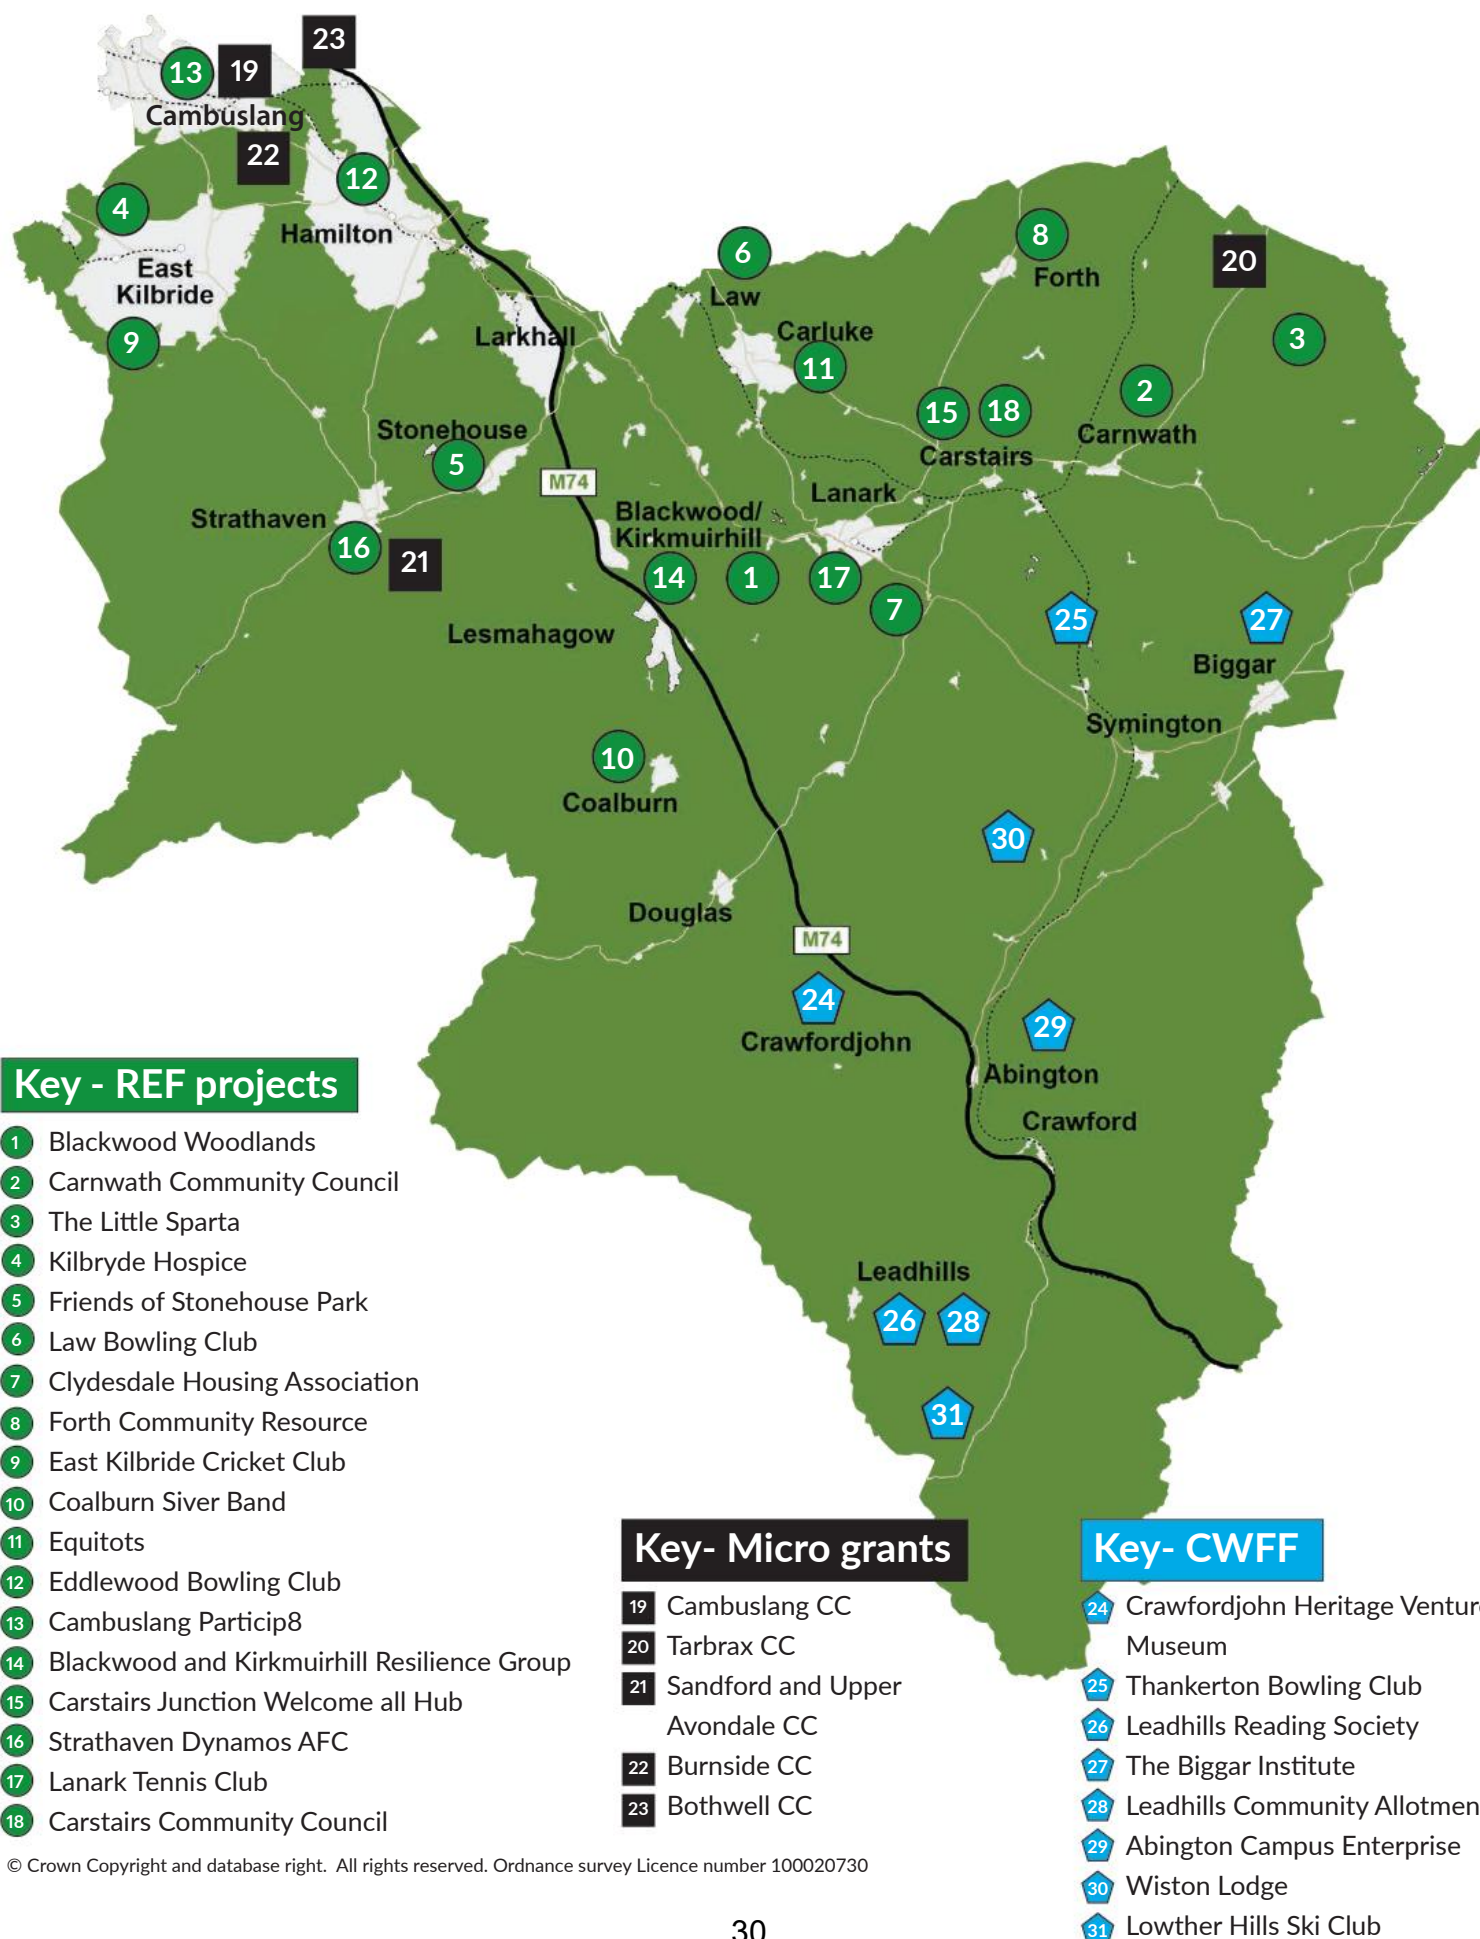 23
13
19
Cambuslang
22
12
4
Hamilton
East
Kilbride
9
6
Law
8
Forth
20
3
Larkhall
Carluke
11
2
Carnwath
15
18
Carstairs
Stonehouse
5
M74
Lanark
Strathaven
16
21
Blackwood/
Kirkmuirhill
14
1
17
7
25
27
Biggar
Lesmahagow
Symington
10
Coalburn
30
Douglas
M74
24
Crawfordjohn
29
Abington
Crawford
Leadhills
26
28
31
Key - REF projects
1 Blackwood Woodlands
2 Carnwath Community Council
3 The Little Sparta
4 Kilbryde Hospice
5 Friends of Stonehouse Park
6 Law Bowling Club
7 Clydesdale Housing Association
8 Forth Community Resource
9 East Kilbride Cricket Club
10 Coalburn Siver Band
11 Equitots
12 Eddlewood Bowling Club
13 Cambuslang Particip8
14 Blackwood and Kirkmuirhill Resilience Group
15 Carstairs Junction Welcome all Hub
16 Strathaven Dynamos AFC
17 Lanark Tennis Club
18 Carstairs Community Council
Key- Micro grants
19 Cambuslang CC
20 Tarbrax CC
21 Sandford and Upper
Avondale CC
22 Burnside CC
23 Bothwell CC
Key- CWFF
24 Crawfordjohn Heritage Venture
Museum
25 Thankerton Bowling Club
26 Leadhills Reading Society
27 The Biggar Institute
28 Leadhills Community Allotmen
29 Abington Campus Enterprise
30 Wiston Lodge
31 Lowther Hills Ski Club
© Crown Copyright and database right. All rights reserved. Ordnance survey Licence number 100020730
30